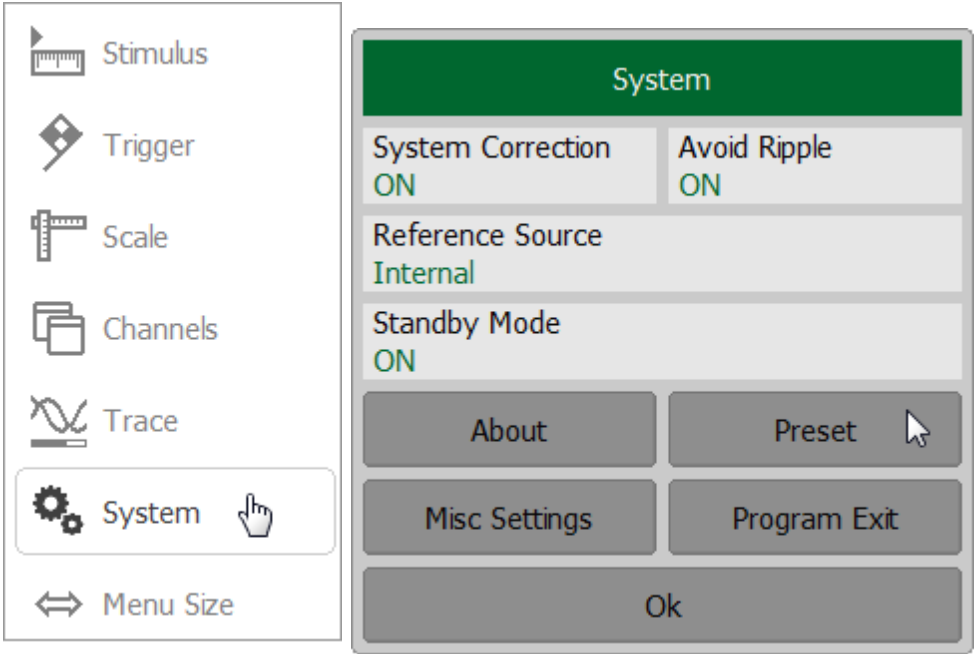 Stimulus
Trigger
Scale
Channels
Trace
System
Menu Size
System
System Correction
ON
Avoid Ripple
ON
Reference Source
Internal
Standby Mode
ON
About
Preset
Misc Settings
Program Exit
Ok